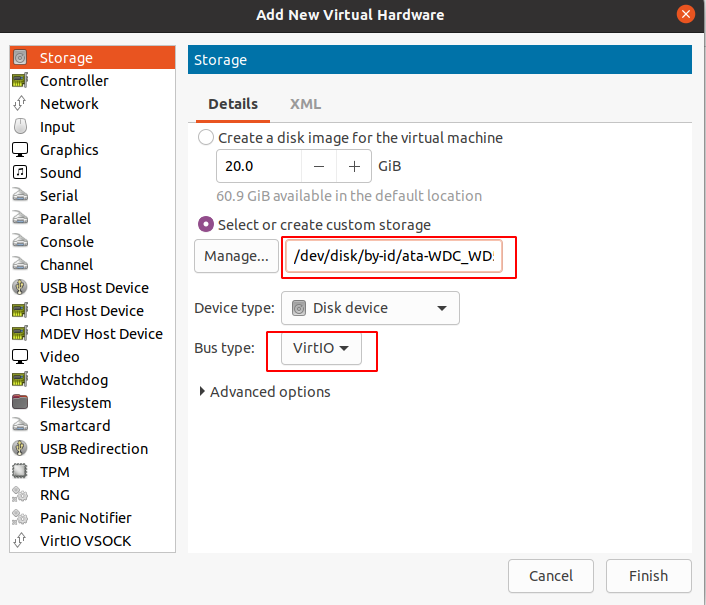 Add New Virtual Hardware
Storage
Controller
Network
Input
Graphics
Sound
Serial
Parallel
Console
Channel
USB Host Device
PCI Host Device
MDEV Host Device
Video
Watchdog
Filesystem
Smartcard
USB Redirection
TPM
RNG
Panic Notifier
VirtIO VSOCK
Storage
Details XML
Create a disk image for the virtual machine
20.0 − + GiB
60.9 GiB available in the default location
Select or create custom storage
Manage... /dev/disk/by-id/ata-WDC_WD
Device type: Disk device
Bus type: VirtIO
Advanced options
Cancel Finish